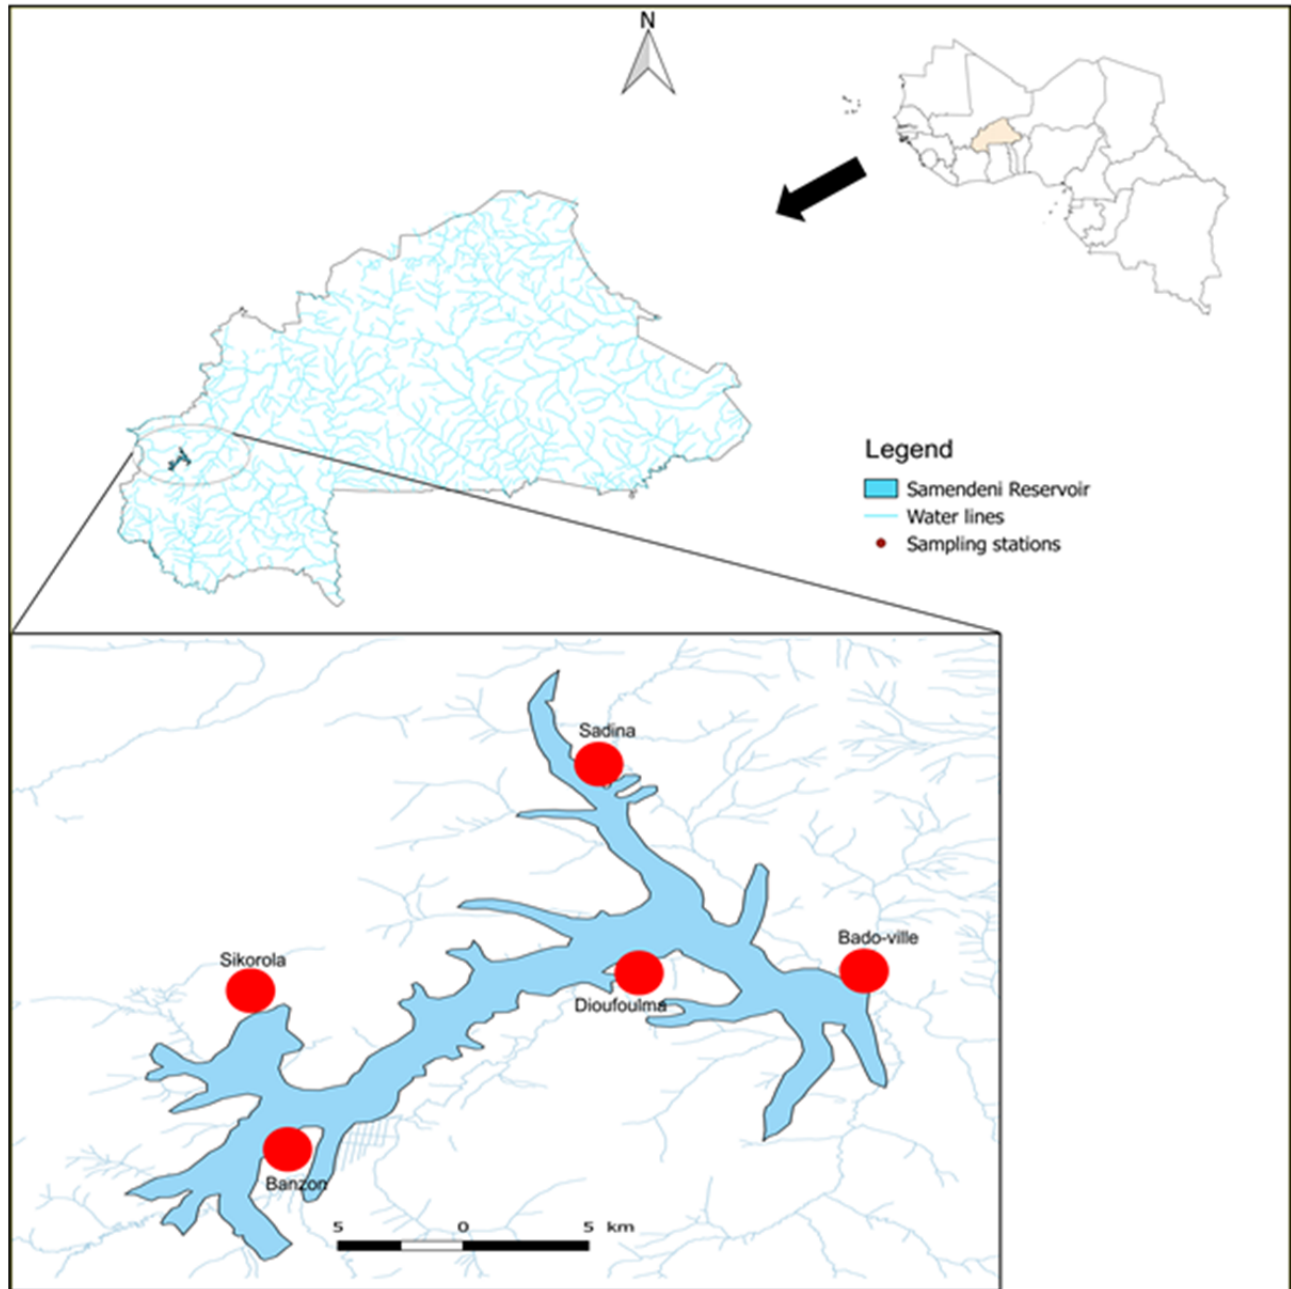 N
Legend
Samendeni Reservoir
Water lines
Sampling stations
Sadina
Bado-ville
Sikorola
Dioufoulma
Banzon
5 0 5 km